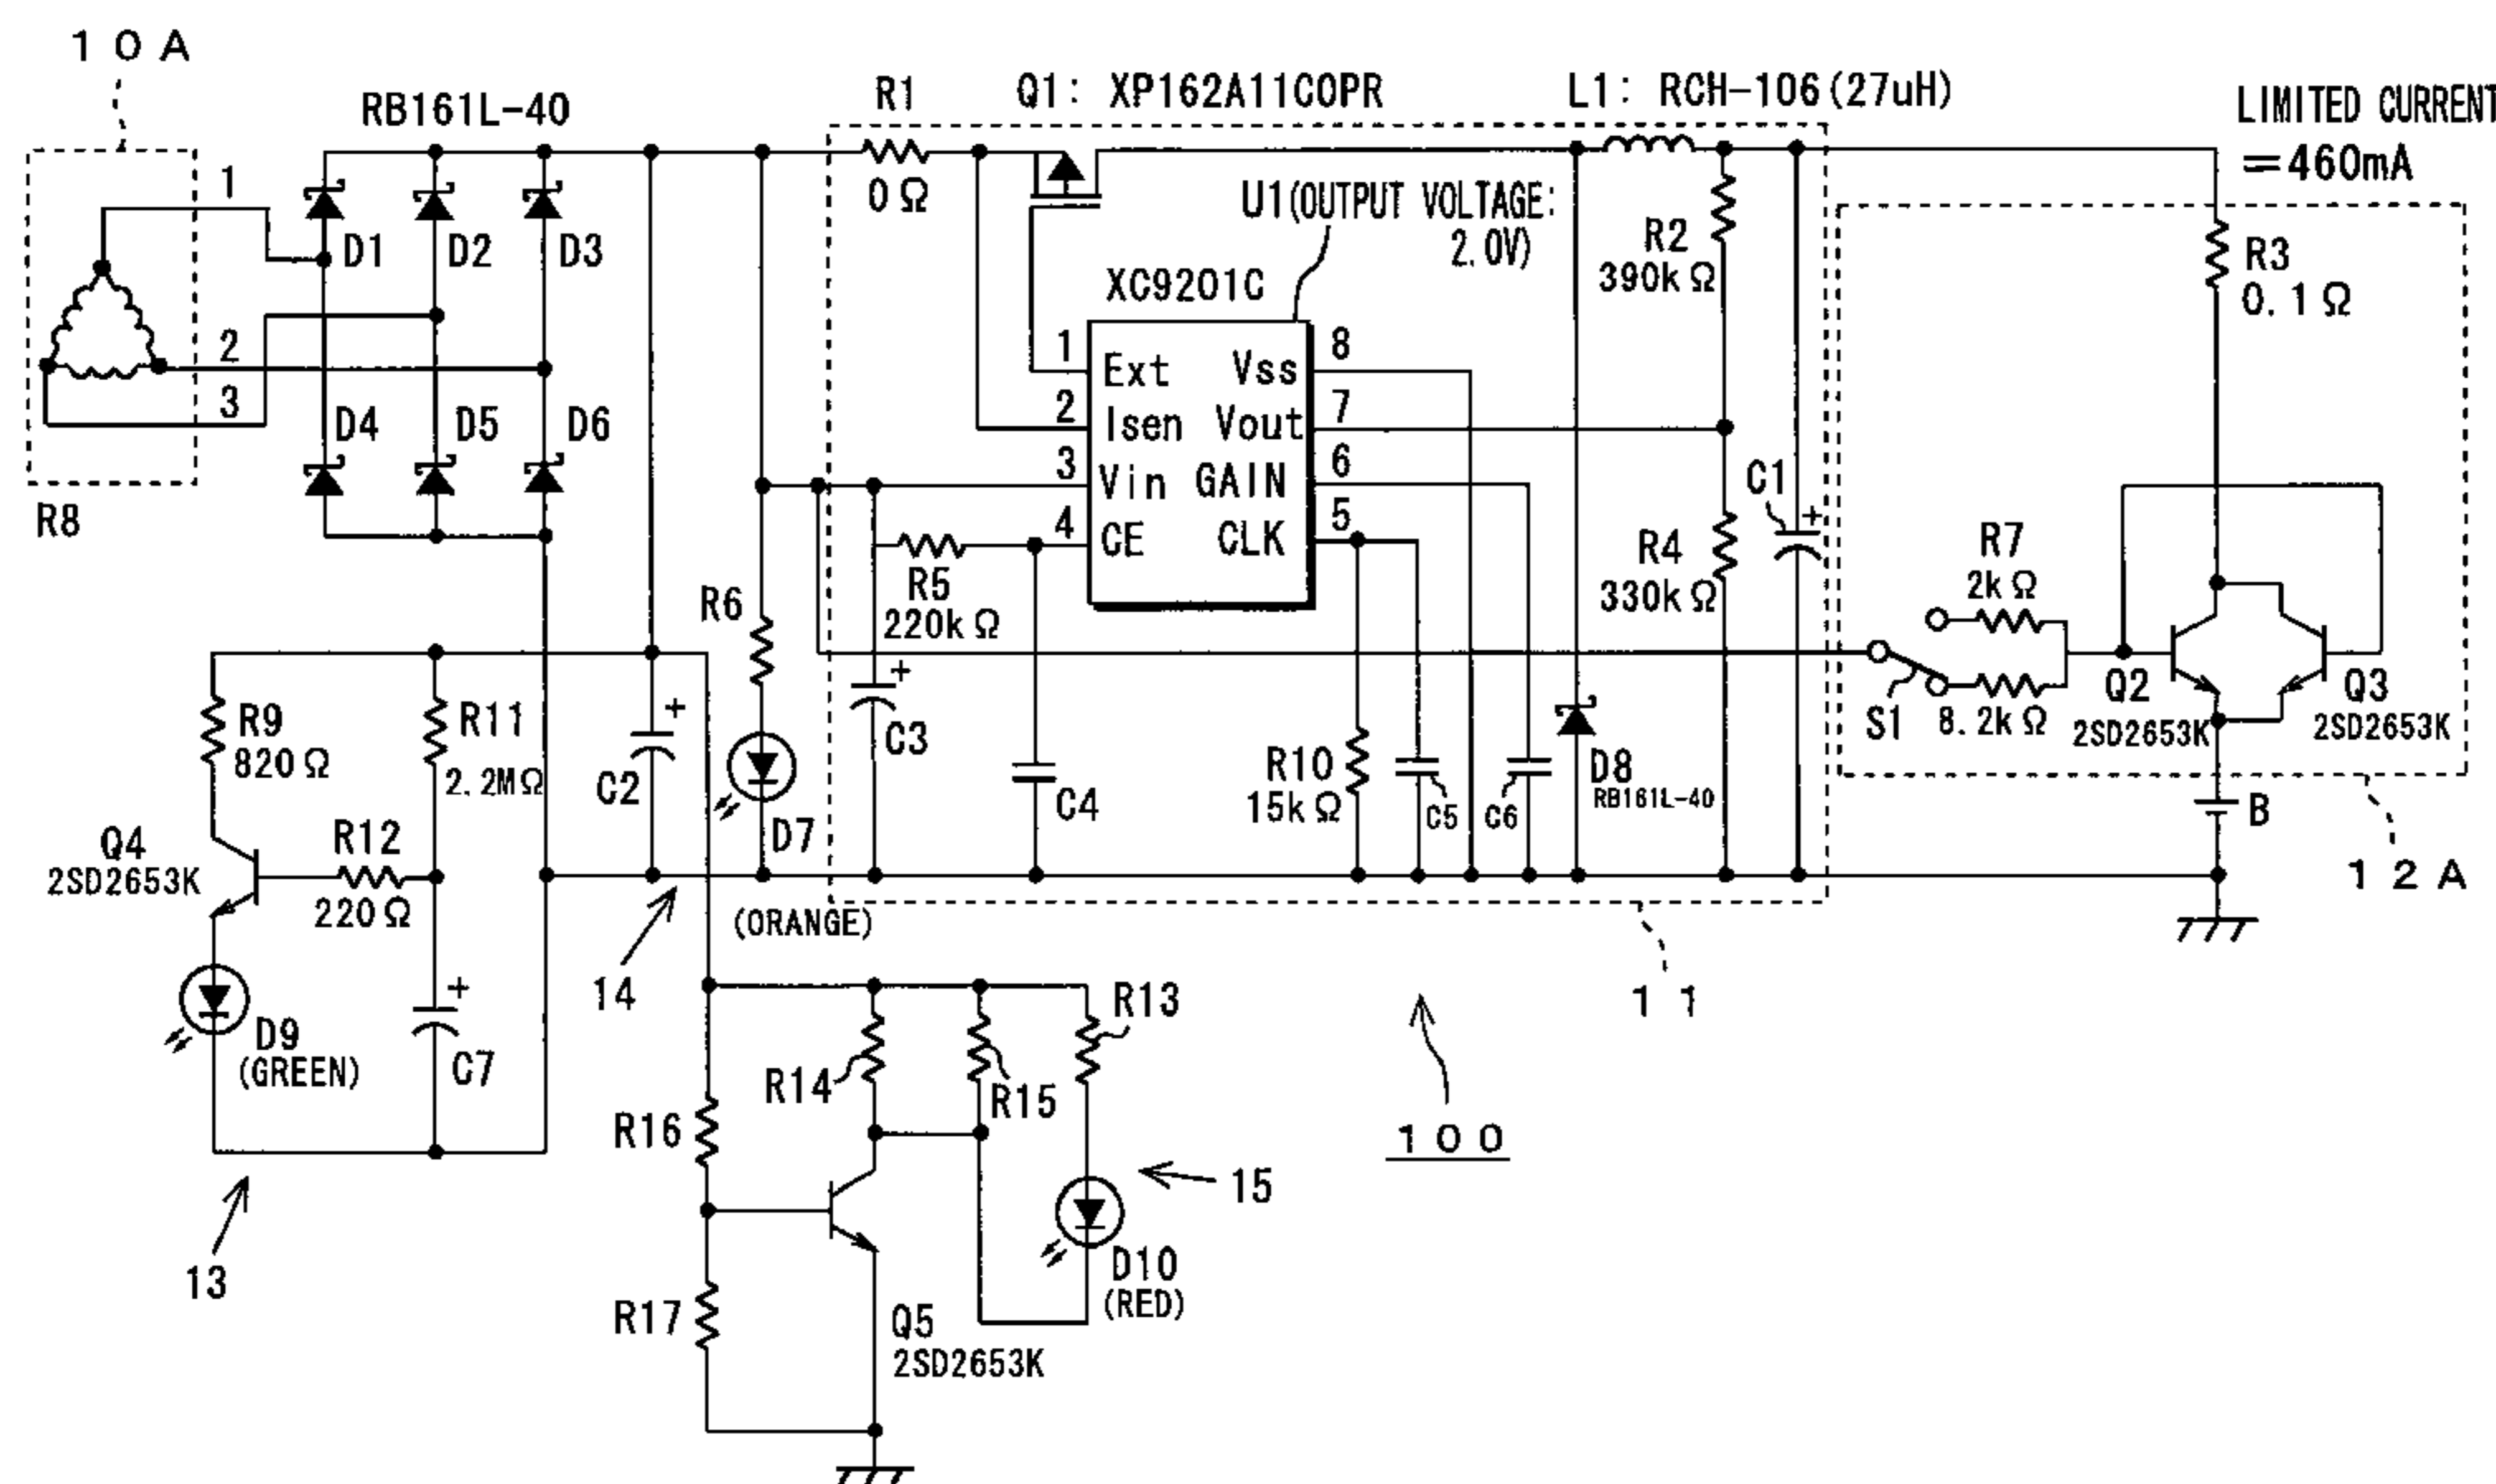 10A
RB161L-40
R1
Q1: XP162A11C0PR
L1: RCH-106(27uH)
LIMITED CURRENT
=460mA
0Ω
U1(OUTPUT VOLTAGE:
2.0V)
1
2
3
D1
D2
D3
D4
D5
D6
R8
XC9201C
R2
390kΩ
R3
0.1Ω
1
2
3
4
Ext
Isen
Vin
CE
Vss
Vout
GAIN
CLK
8
7
6
5
C1
+
R4
330kΩ
R5
220kΩ
R6
R7
2kΩ
S1
8.2kΩ
Q2
2SD2653K
Q3
2SD2653K
R9
820Ω
R11
2.2MΩ
+
C2
+
C3
D7
(ORANGE)
C4
R10
15kΩ
C5
C6
D8
RB161L-40
B
12A
Q4
2SD2653K
R12
220Ω
14
11
D9
(GREEN)
+
C7
13
R13
R14
R15
R16
R17
15
100
D10
(RED)
Q5
2SD2653K